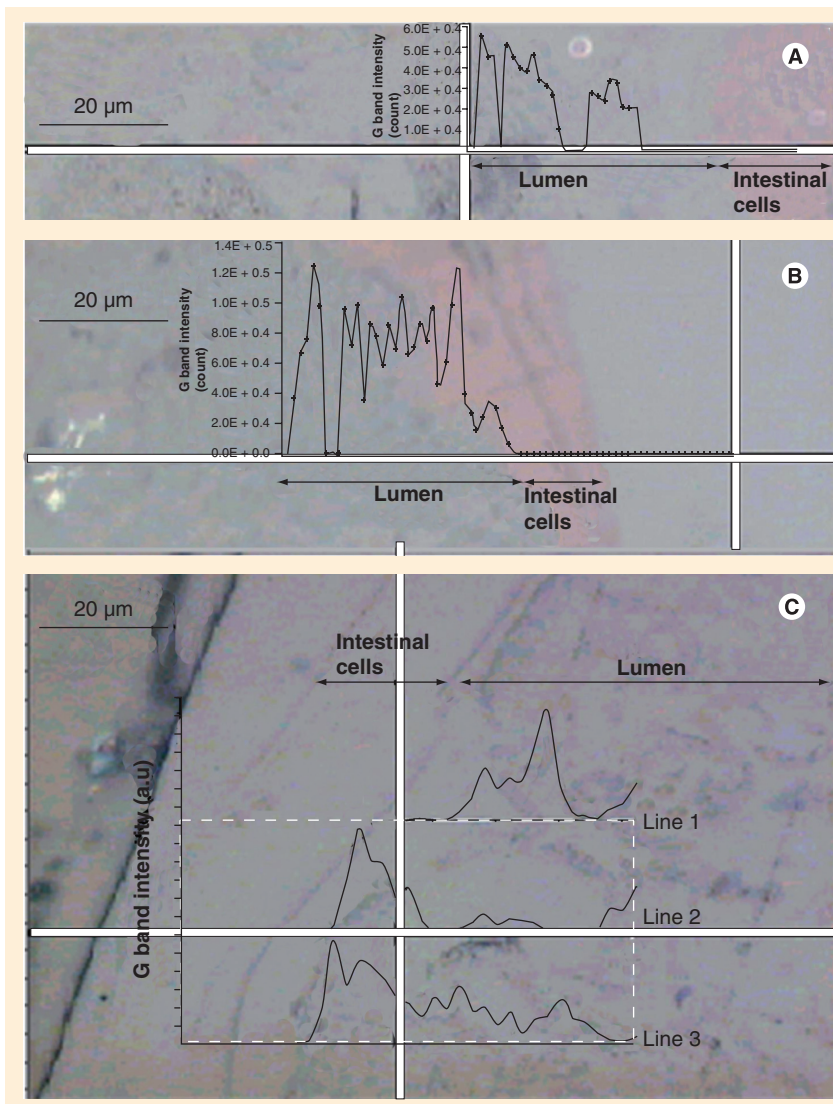 A
20 µm
G band intensity
(count)
6.0E + 0.4
5.0E + 0.4
4.0E + 0.4
3.0E + 0.4
2.0E + 0.4
1.0E + 0.4
Lumen
Intestinal
cells
B
20 µm
G band intensity
(count)
1.4E + 0.5
1.2E + 0.5
1.0E + 0.5
8.0E + 0.4
6.0E + 0.4
4.0E + 0.4
2.0E + 0.4
0.0E + 0.0
Lumen
Intestinal
cells
C
20 µm
Intestinal
cells
Lumen
G band intensity (a.u)
Line 1
Line 2
Line 3